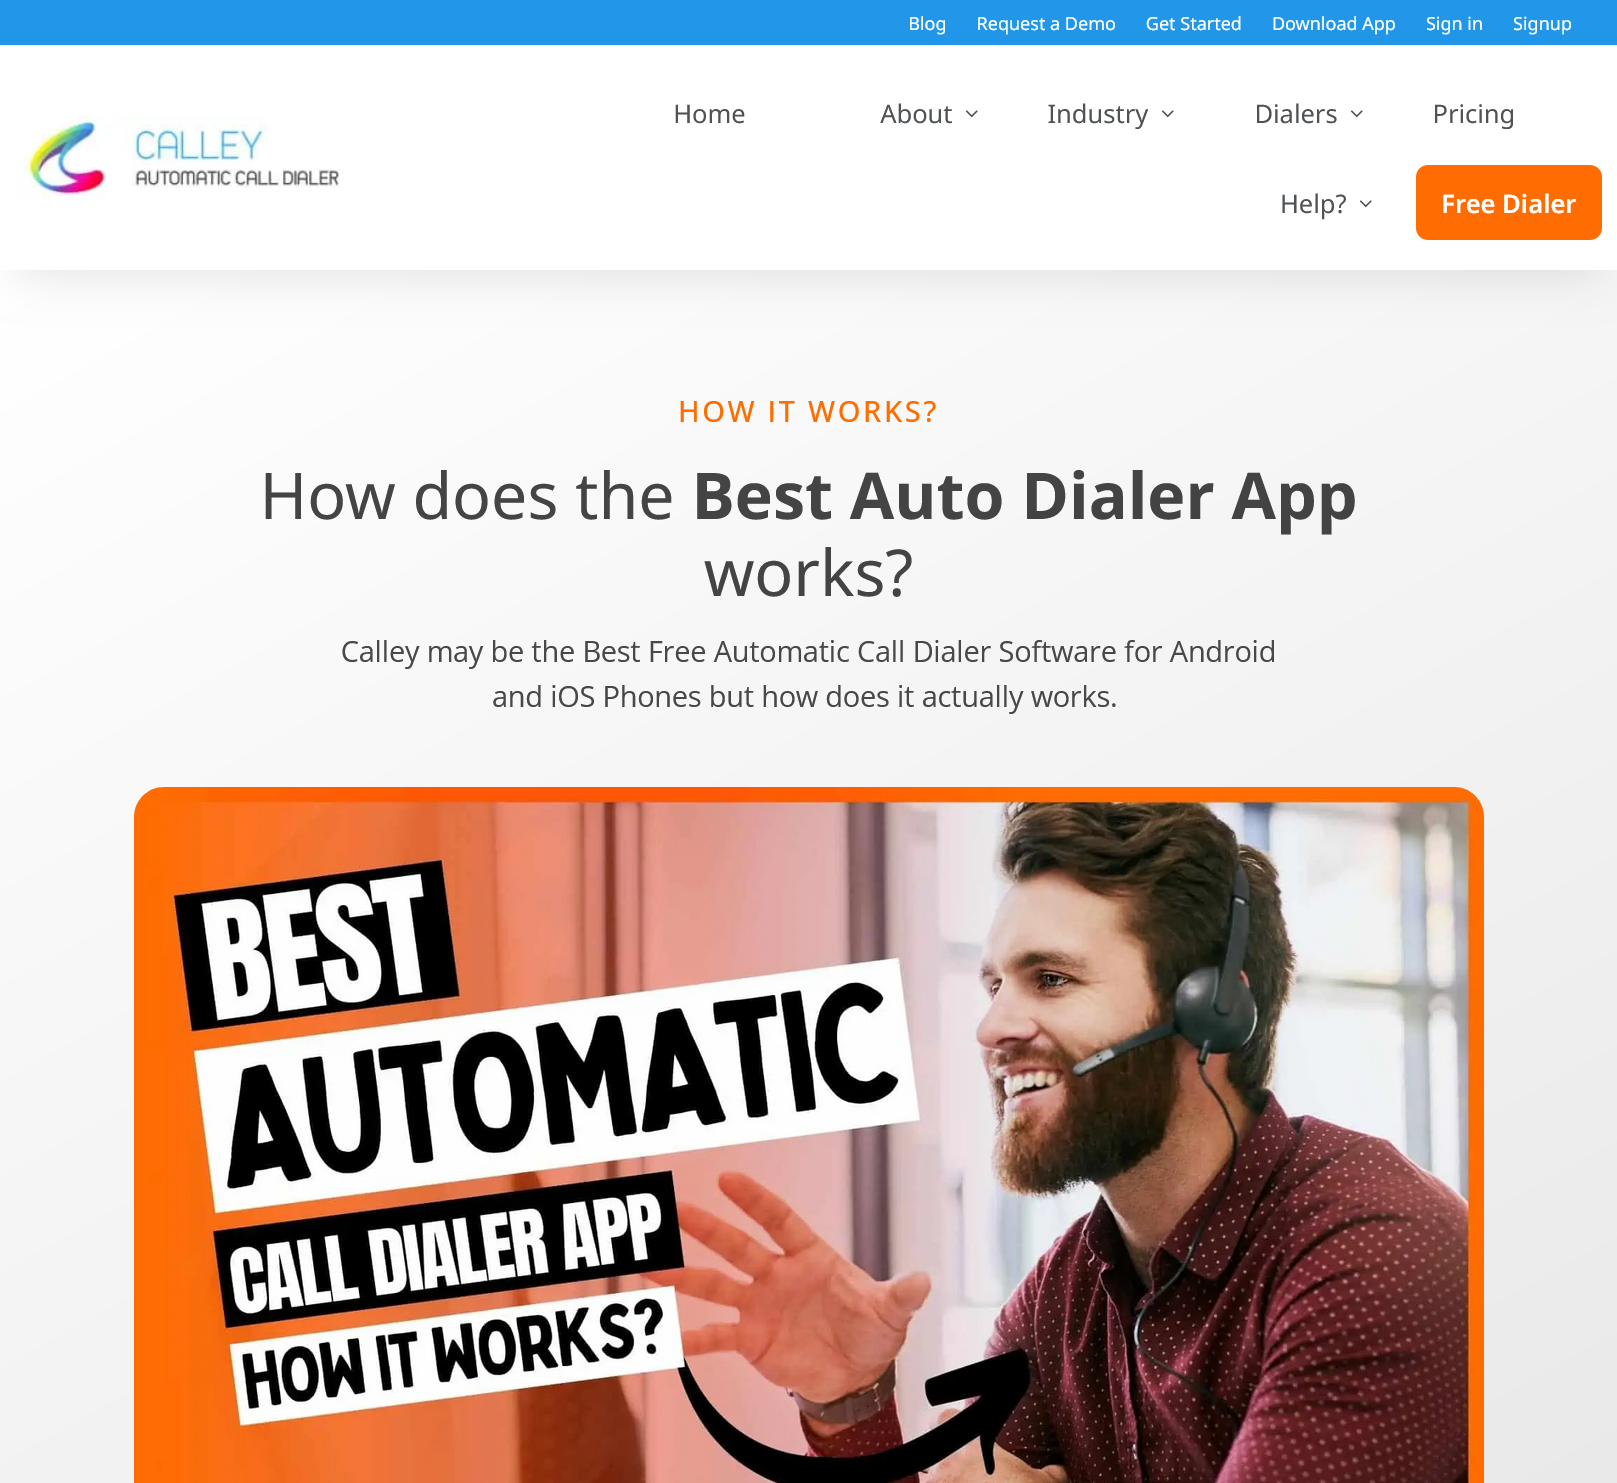 Blog Request a Demo Get Started Download App Sign in Signup
CALLEY
AUTOMATIC CALL DIALER
Home About Industry Dialers Pricing
Help? Free Dialer
HOW IT WORKS?
How does the Best Auto Dialer App
works?
Calley may be the Best Free Automatic Call Dialer Software for Android
and iOS Phones but how does it actually works.
BEST
AUTOMATIC
CALL DIALER APP
HOW IT WORKS?